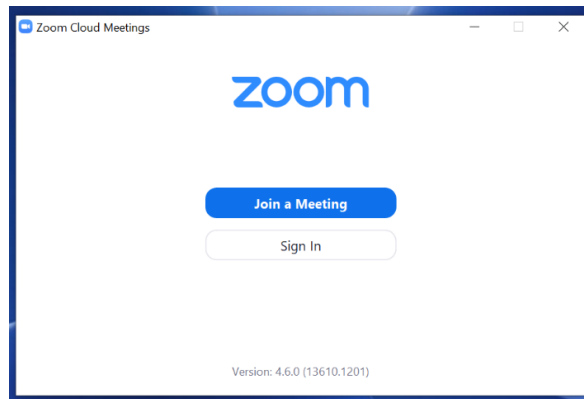 Zoom Cloud Meetings
zoom
Join a Meeting
Sign In
Version: 4.6.0 (13610.1201)